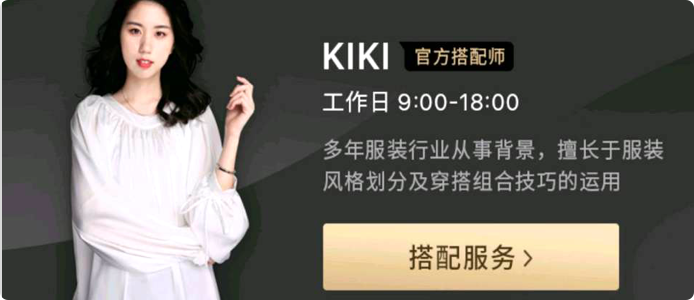 KIKI 官方搭配师
工作日 9:00-18:00
多年服装行业从事背景，擅长于服装
风格划分及穿搭组合技巧的运用
搭配服务 >